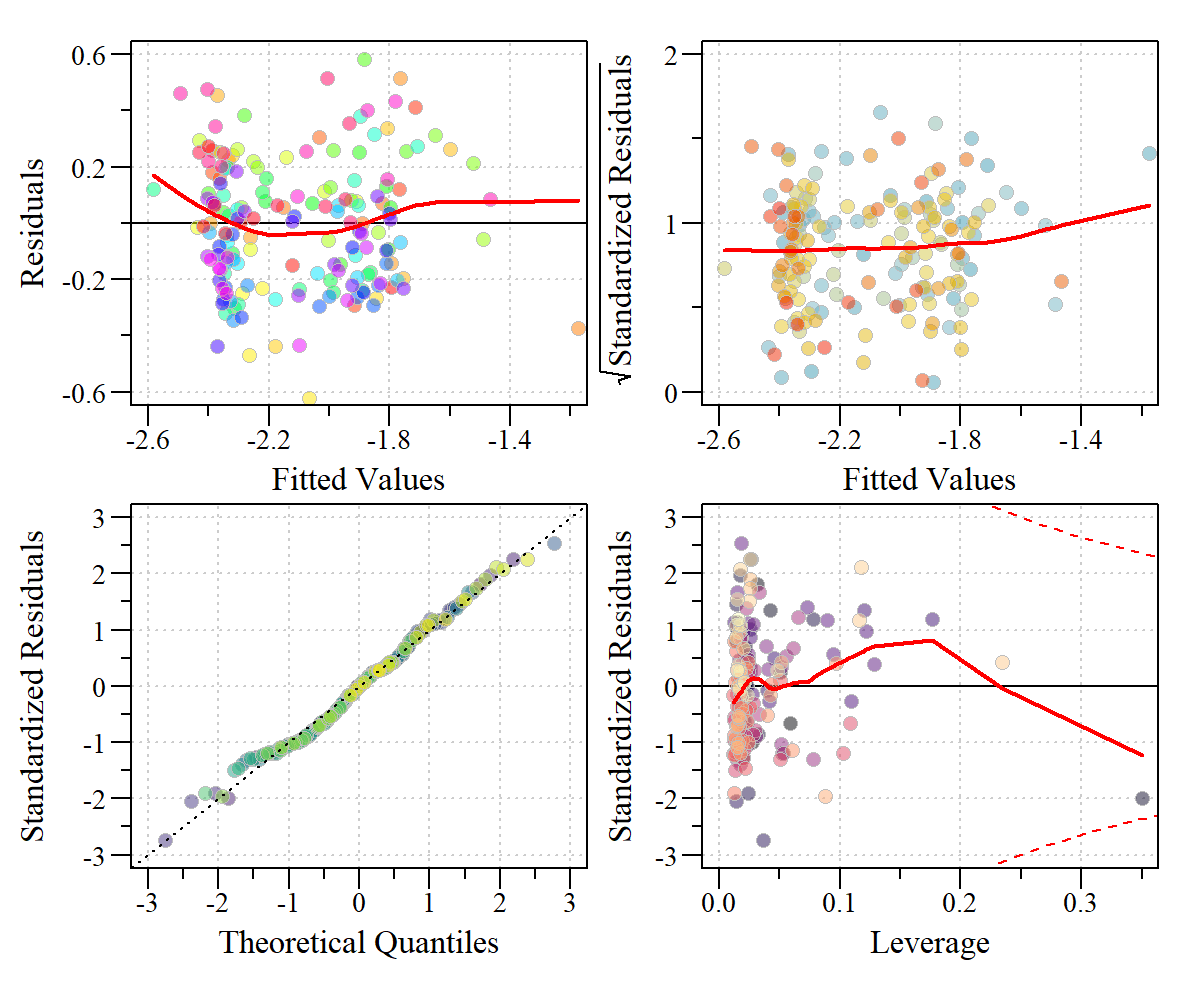 Residuals
0.6
0.2
-0.2
-0.6
-2.6 -2.2 -1.8 -1.4
Fitted Values
√Standardized Residuals
2
1
0
-2.6 -2.2 -1.8 -1.4
Fitted Values
Standardized Residuals
3
2
1
0
-1
-2
-3
-3 -2 -1 0 1 2 3
Theoretical Quantiles
Standardized Residuals
3
2
1
0
-1
-2
-3
0.0 0.1 0.2 0.3
Leverage